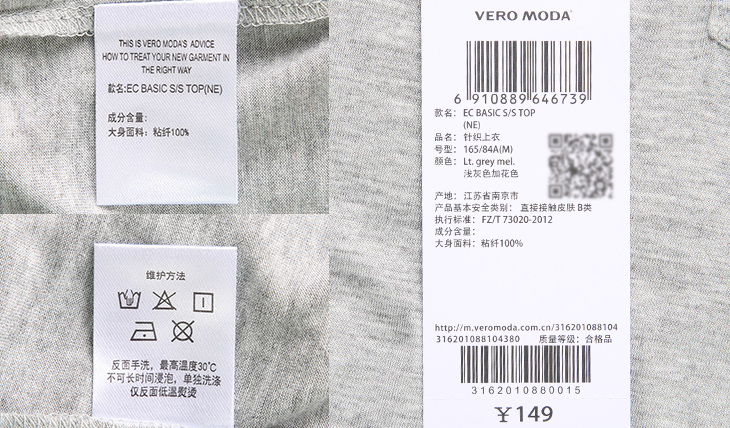 THIS IS VERO MODA'S ADVICE
HOW TO TREAT YOUR NEW GARMENT IN
THE RIGHT WAY
款名:EC BASIC S/S TOP(NE)
成分含量:
大身面料: 粘纤100%
维护方法
反面手洗, 最高温度30℃
不可长时间浸泡, 单独洗涤
仅反面低温熨烫
VERO MODA
6 910889 646739
款名: EC BASIC S/S TOP
(NE)
品名: 针织上衣
号型: 165/84A(M)
颜色: Lt. grey mel.
浅灰色加花色
产地: 江苏省南京市
产品基本安全类别: 直接接触皮肤 B类
执行标准: FZ/T 73020-2012
成分含量:
大身面料: 粘纤100%
http://m.veromoda.com.cn/316201088104
316201088104380 质量等级: 合格品
3162010880015
¥149